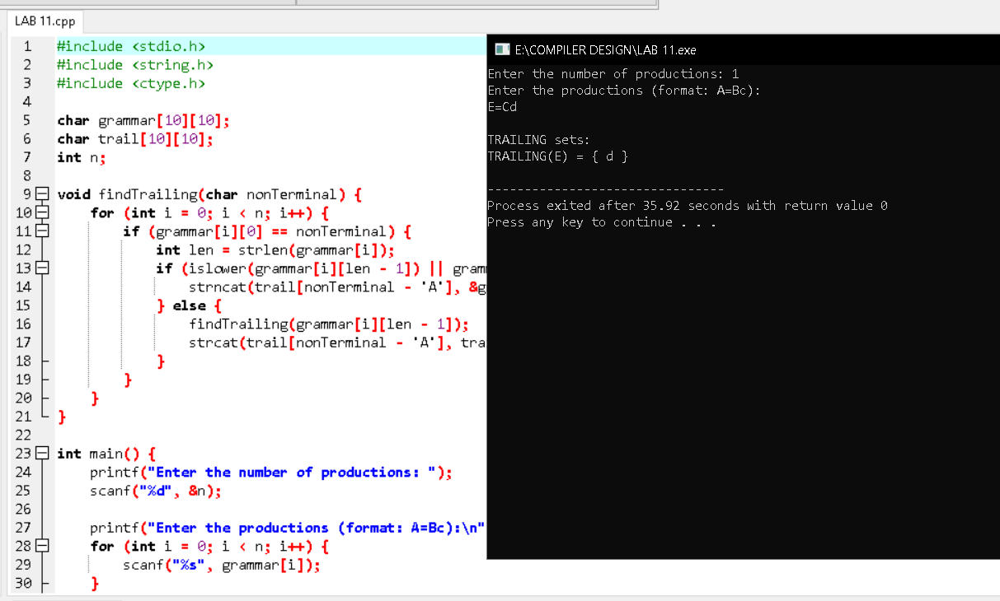 LAB 11.cpp
1 #include <stdio.h>
2 #include <string.h>
3 #include <ctype.h>
4
5 char grammar[10][10];
6 char trail[10][10];
7 int n;
8
9 void findTrailing(char nonTerminal) {
10 for (int i = 0; i < n; i++) {
11 if (grammar[i][0] == nonTerminal) {
12 int len = strlen(grammar[i]);
13 if (islower(grammar[i][len - 1]) || gram
14 strncat(trail[nonTerminal - 'A'], &g
15 } else {
16 findTrailing(grammar[i][len - 1]);
17 strcat(trail[nonTerminal - 'A'], tra
18 }
19 }
20 }
21 }
22
23 int main() {
24 printf("Enter the number of productions: ");
25 scanf("%d", &n);
26
27 printf("Enter the productions (format: A=Bc):\n"
28 for (int i = 0; i < n; i++) {
29 scanf("%s", grammar[i]);
30 }
E:\COMPILER DESIGN\LAB 11.exe
Enter the number of productions: 1
Enter the productions (format: A=Bc):
E=Cd
TRAILING sets:
TRAILING(E) = { d }
--------------------------------
Process exited after 35.92 seconds with return value 0
Press any key to continue . . .